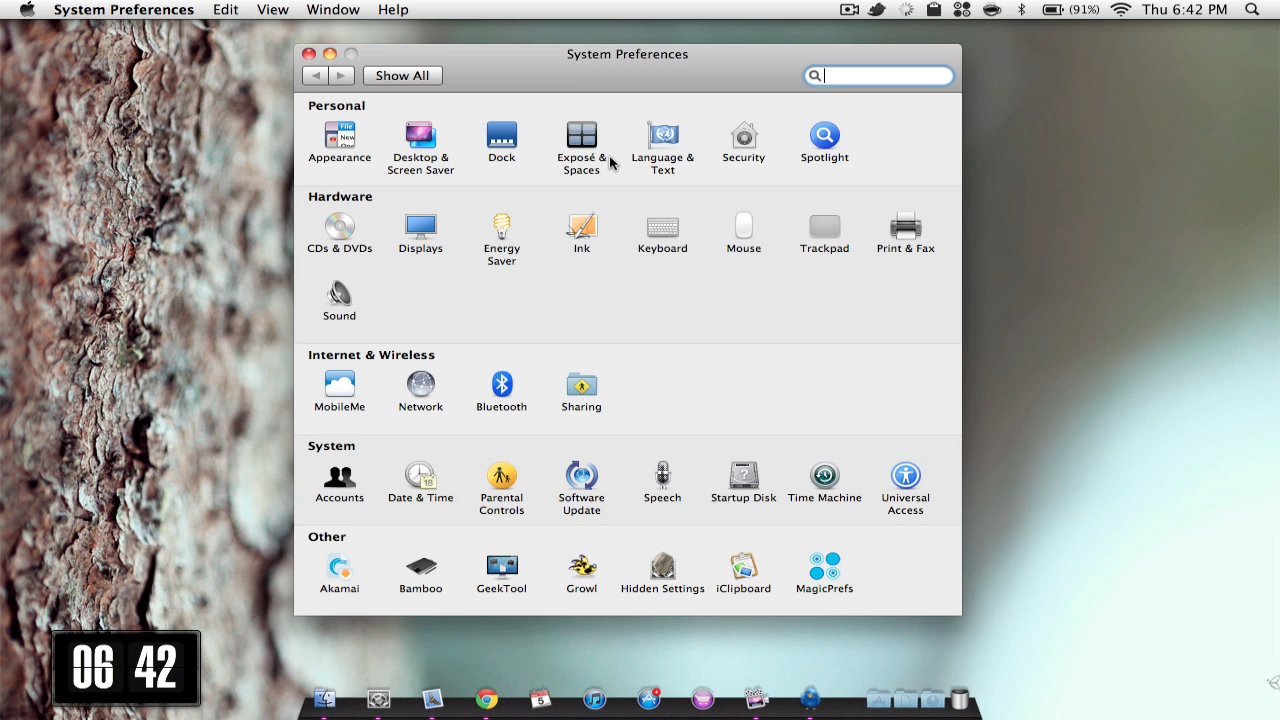 System Preferences Edit View Window Help (91%) Thu 6:42 PM
System Preferences
Show All
Personal
Appearance
Desktop &
Screen Saver
Dock
Exposé &
Spaces
Language &
Text
Security
Spotlight
Hardware
CDs & DVDs
Displays
Energy
Saver
Ink
Keyboard
Mouse
Trackpad
Print & Fax
Sound
Internet & Wireless
MobileMe
Network
Bluetooth
Sharing
System
Accounts
Date & Time
Parental
Controls
Software
Update
Speech
Startup Disk
Time Machine
Universal
Access
Other
Akamai
Bamboo
GeekTool
Growl
Hidden Settings
iClipboard
MagicPrefs
06 42